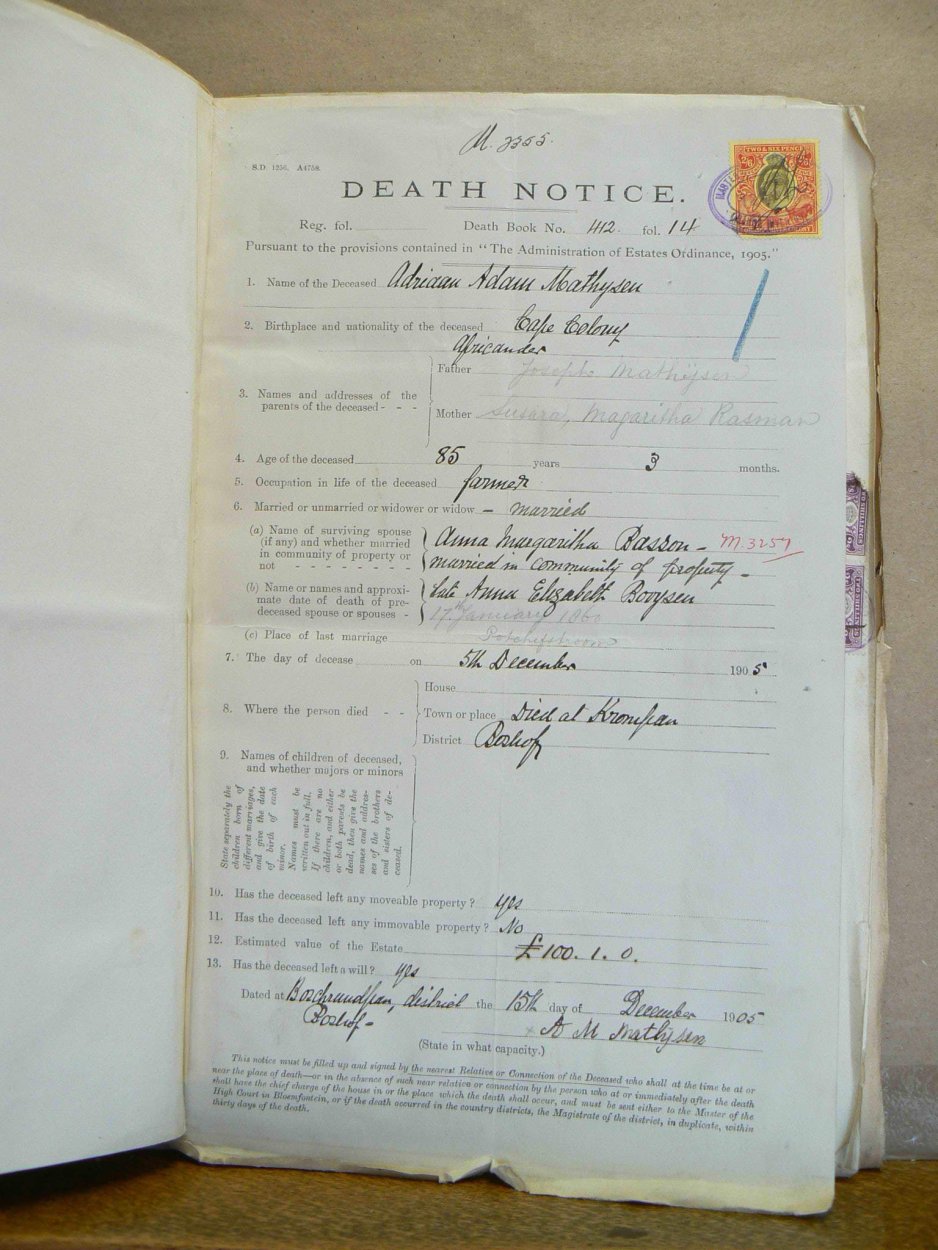 M. 3255.
S.D. 1256. A4758.
TWO & SIX PENCE
DEATH NOTICE.
Reg. fol. Death Book No. 412. fol. 14
Pursuant to the provisions contained in "The Administration of Estates Ordinance, 1905."
1. Name of the Deceased Adriaan Adam Mathysen
2. Birthplace and nationality of the deceased Cape Colony
Africander
3. Names and addresses of the parents of the deceased - - -
Father Joseph Mathijsen
Mother Susara, Magaritha Rasman
4. Age of the deceased 85 years 3 months.
5. Occupation in life of the deceased farmer
6. Married or unmarried or widower or widow – married
(a) Name of surviving spouse
(if any) and whether married
in community of property or
not - - - - - - -
Anna Margaritha Basson – M.3257
married in community of property –
(b) Name or names and approxi-
mate date of death of pre-
deceased spouse or spouses -
late Anna Elizabeth Booysen
17th January 1860
(c) Place of last marriage Potchefstroom
7. The day of decease on 5th December 1905
8. Where the person died - -
House
Town or place Died at Krompan
District Boshof
9. Names of children of deceased,
and whether majors or minors
State separately the
children born of
different marriages,
and give the date
of birth of each
minor.
Names must be
written out in full.
If there are no
children, and either
or both parents be
dead, then give the
names and addres-
ses of the brothers
and sisters of de-
ceased.
10. Has the deceased left any moveable property? yes
11. Has the deceased left any immovable property? No
12. Estimated value of the Estate £100. 1. 0.
13. Has the deceased left a will? yes
Dated at Boschrandpan, district the 15th day of December 1905
Boshof –
x A M Mathysen
(State in what capacity.)
This notice must be filled up and signed by the nearest Relative or Connection of the Deceased who shall at the time be at or
near the place of death—or in the absence of such near relative or connection by the person who at or immediately after the death
shall have the chief charge of the house in or the place which the death shall occur, and must be sent either to the Master of the
High Court in Bloemfontein, or if the death occurred in the country districts, the Magistrate of the district, in duplicate, within
thirty days of the death.